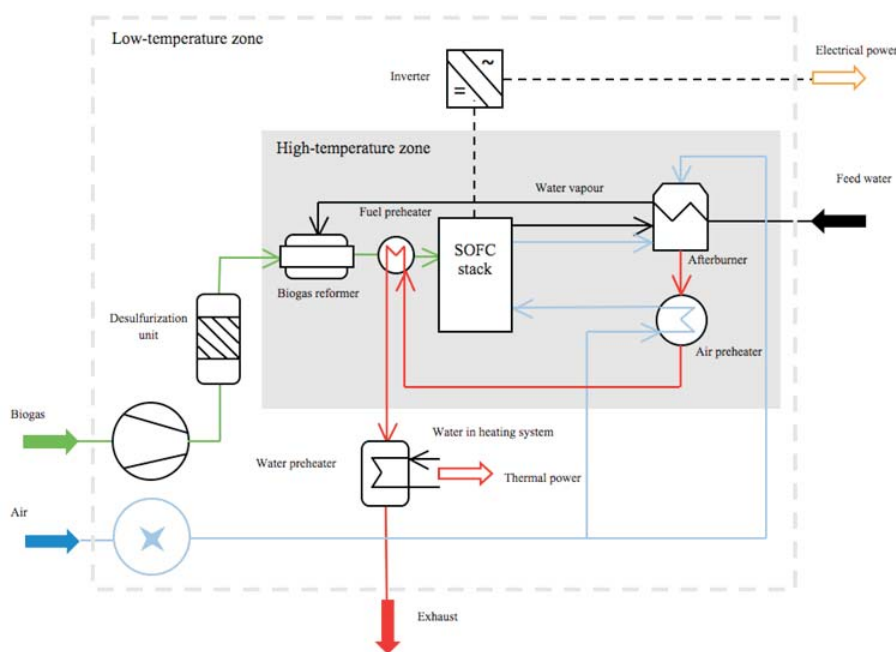 Low-temperature zone
Electrical power
Inverter
~
=
High-temperature zone
Water vapour
Feed water
Fuel preheater
SOFC
stack
Afterburner
Biogas reformer
Desulfurization
unit
Air preheater
Biogas
Water in heating system
Water preheater
Thermal power
Air
Exhaust